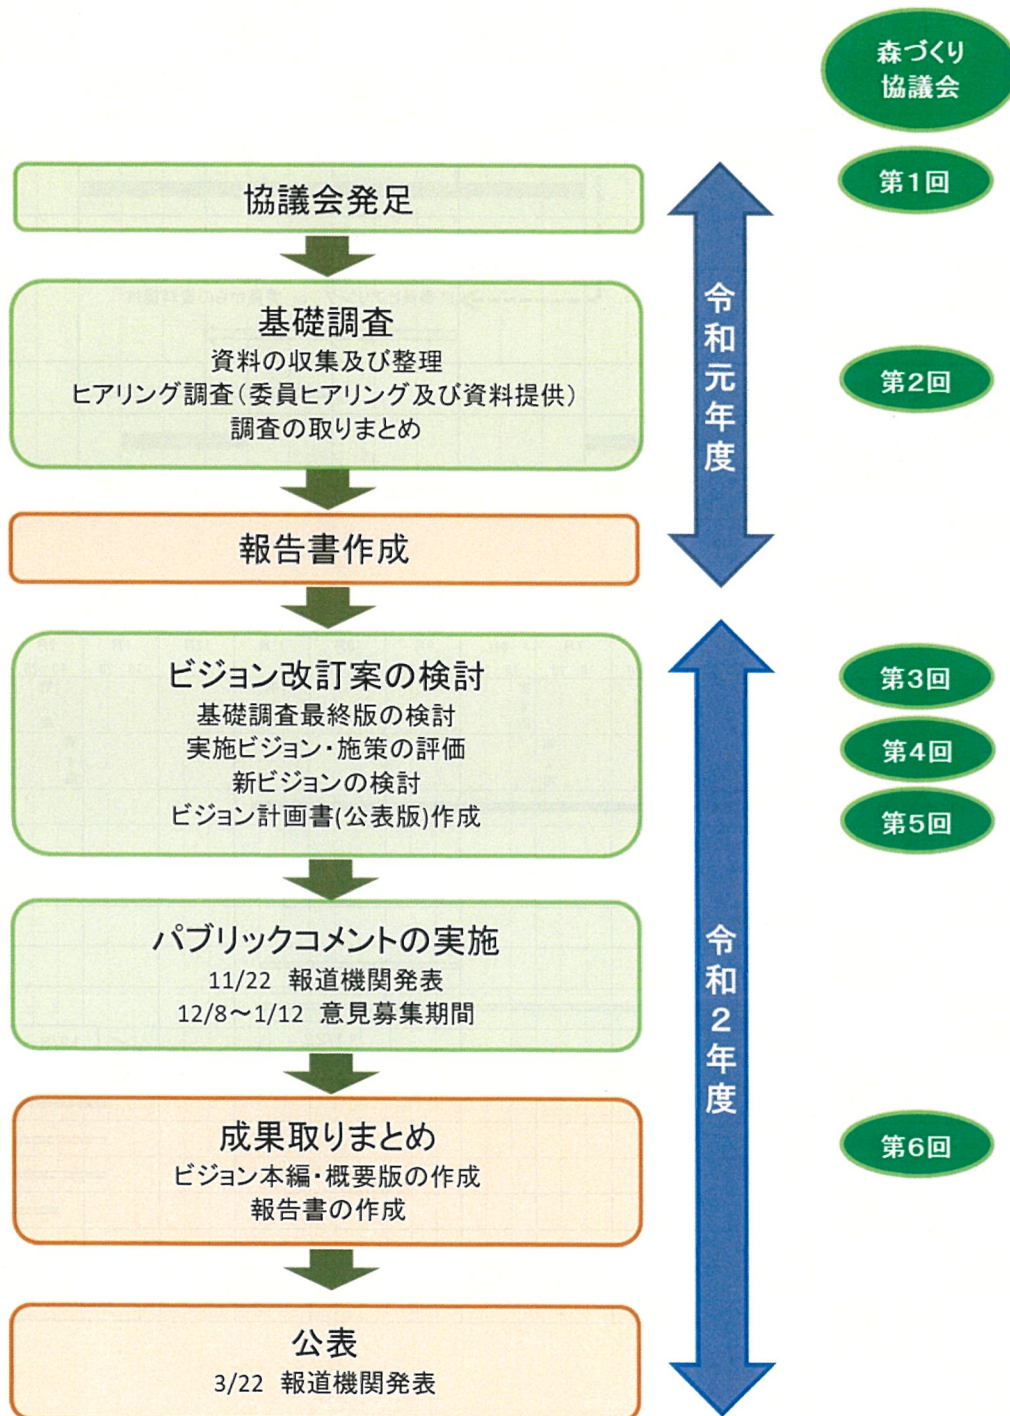 森づくり
協議会
協議会発足
第1回
基礎調査
資料の収集及び整理
ヒアリング調査(委員ヒアリング及び資料提供)
調査の取りまとめ
令和元年度
第2回
報告書作成
ビジョン改訂案の検討
基礎調査最終版の検討
実施ビジョン・施策の評価
新ビジョンの検討
ビジョン計画書(公表版)作成
第3回
第4回
第5回
パブリックコメントの実施
11/22 報道機関発表
12/8～1/12 意見募集期間
令和2年度
成果取りまとめ
ビジョン本編・概要版の作成
報告書の作成
第6回
公表
3/22 報道機関発表